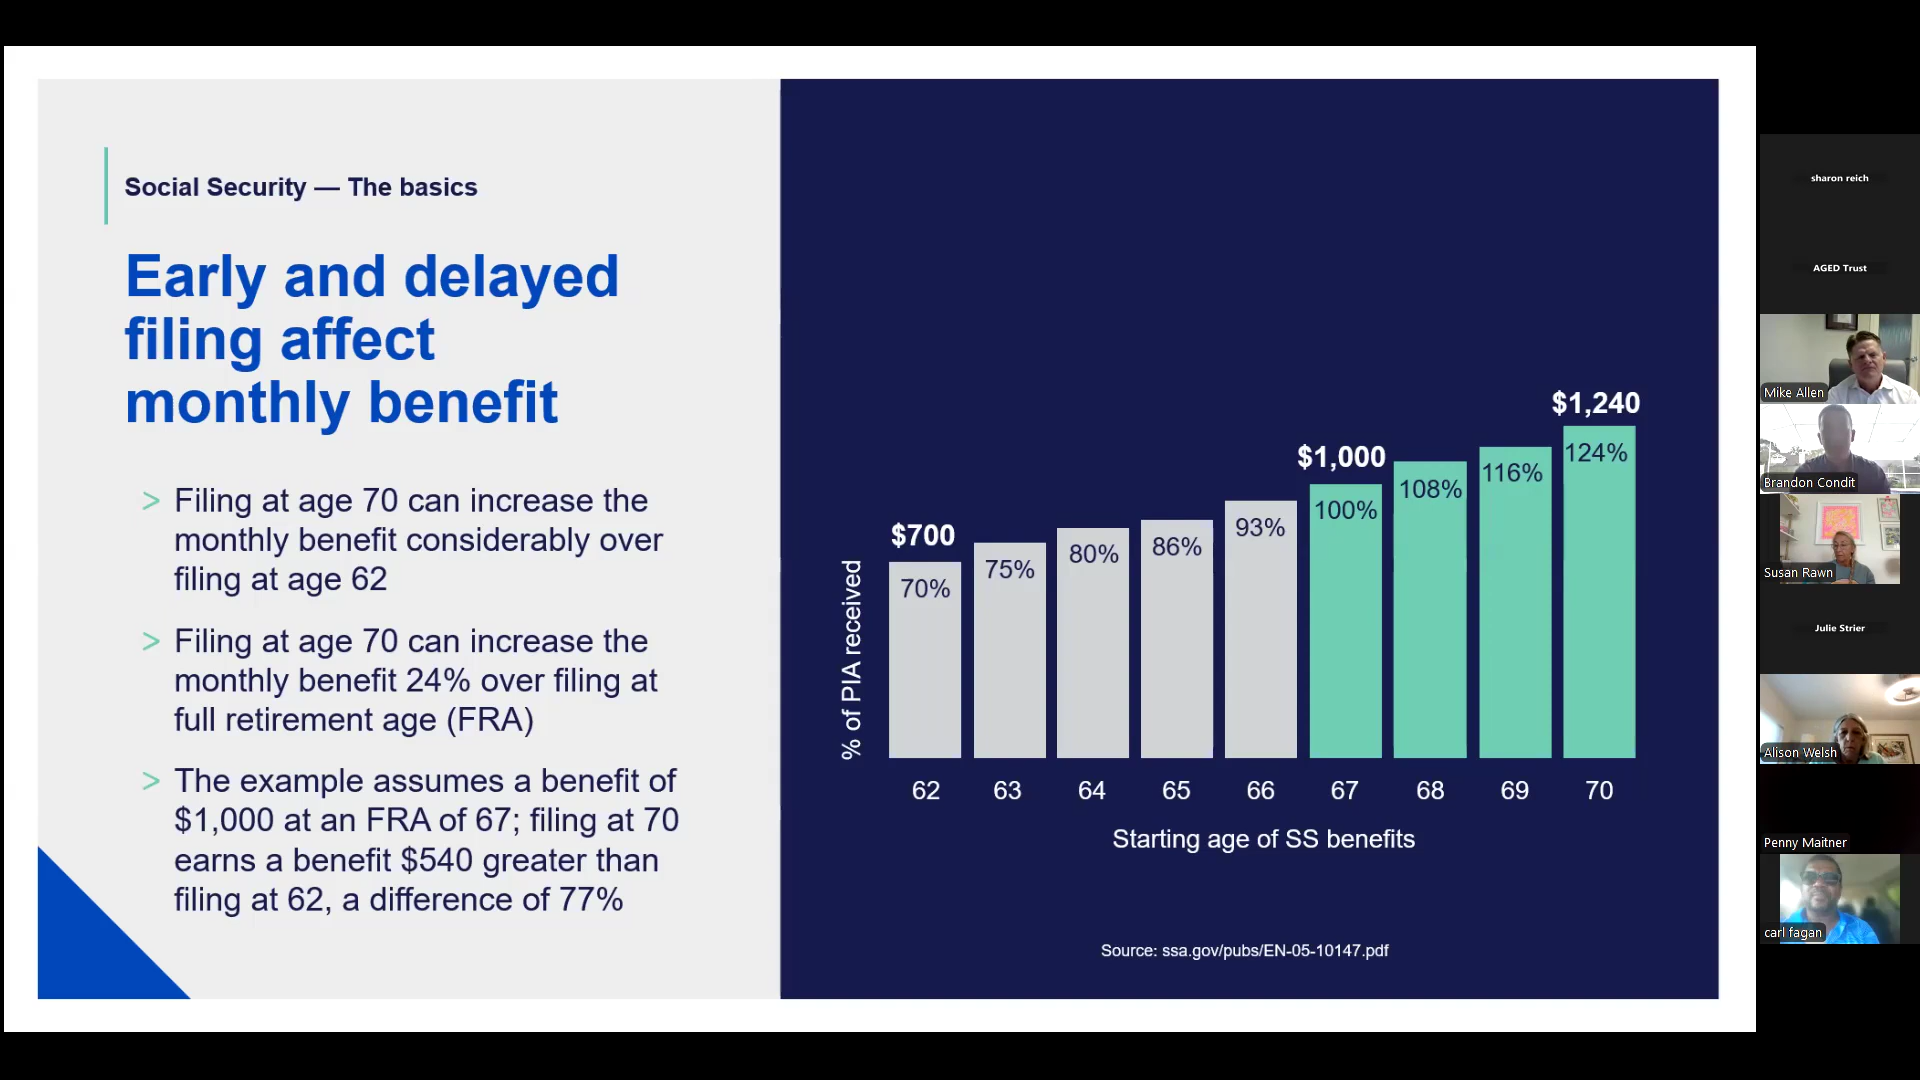 Social Security — The basics
Early and delayed
filing affect
monthly benefit
> Filing at age 70 can increase the
monthly benefit considerably over
filing at age 62
> Filing at age 70 can increase the
monthly benefit 24% over filing at
full retirement age (FRA)
> The example assumes a benefit of
$1,000 at an FRA of 67; filing at 70
earns a benefit $540 greater than
filing at 62, a difference of 77%
% of PIA received
$700
$1,000
$1,240
70%
75%
80%
86%
93%
100%
108%
116%
124%
62 63 64 65 66 67 68 69 70
Starting age of SS benefits
Source: ssa.gov/pubs/EN-05-10147.pdf
sharon reich
AGED Trust
Mike Allen
Brandon Condit
Susan Rawn
Julie Strier
Alison Welsh
Penny Maitner
carl fagan